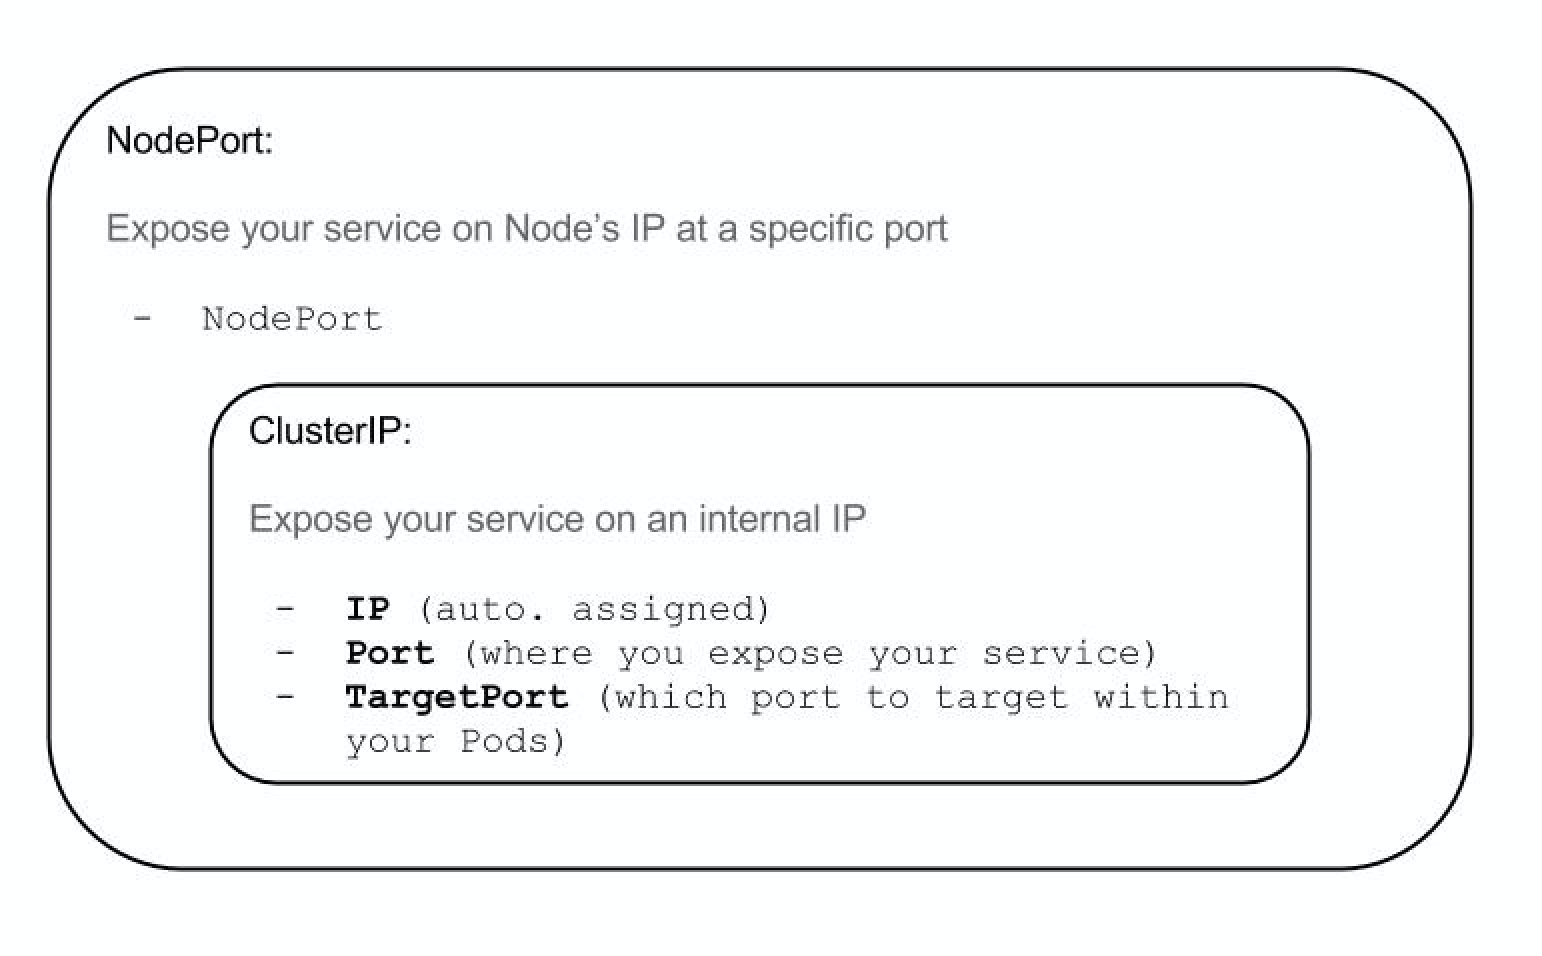 NodePort:
Expose your service on Node’s IP at a specific port
- NodePort
ClusterIP:
Expose your service on an internal IP
- IP (auto. assigned)
- Port (where you expose your service)
- TargetPort (which port to target within
your Pods)